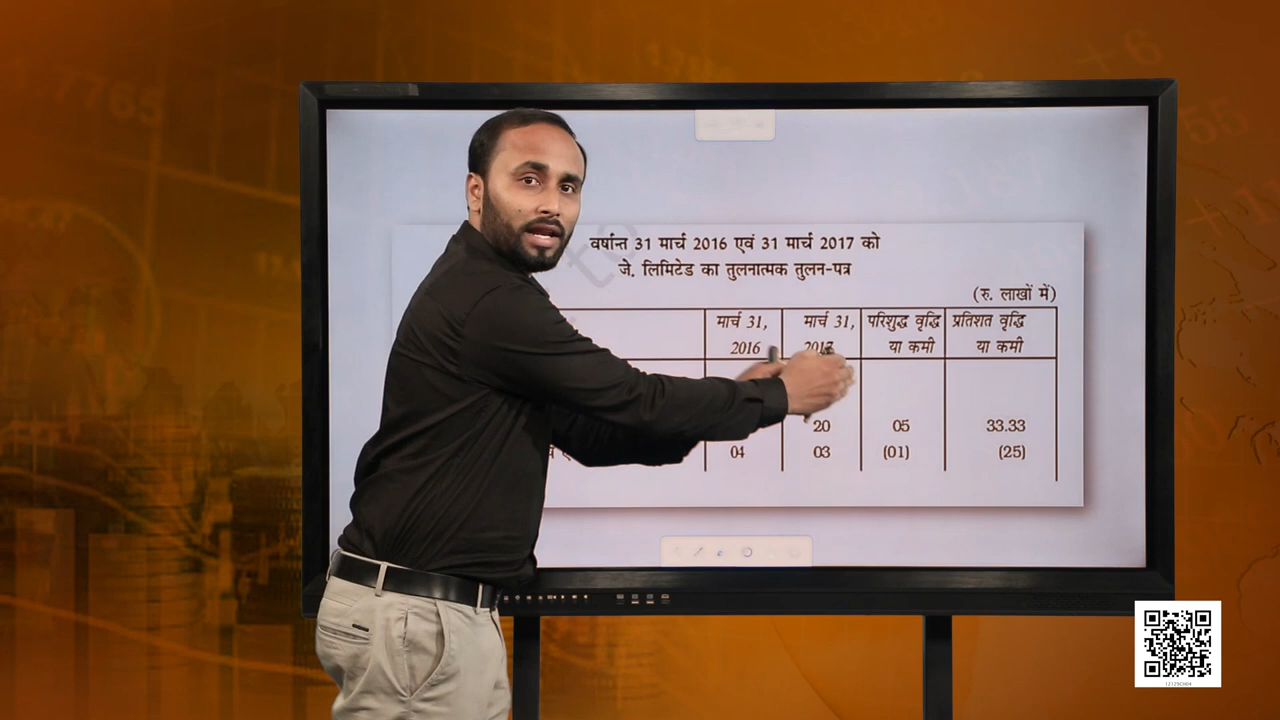 वर्षान्त 31 मार्च 2016 एवं 31 मार्च 2017 को
जे. लिमिटेड का तुलनात्मक तुलन-पत्र
(रु. लाखों में)
मार्च 31, मार्च 31, परिशुद्ध वृद्धि प्रतिशत वृद्धि
2016 2017 या कमी या कमी
20 05 33.33
04 03 (01) (25)